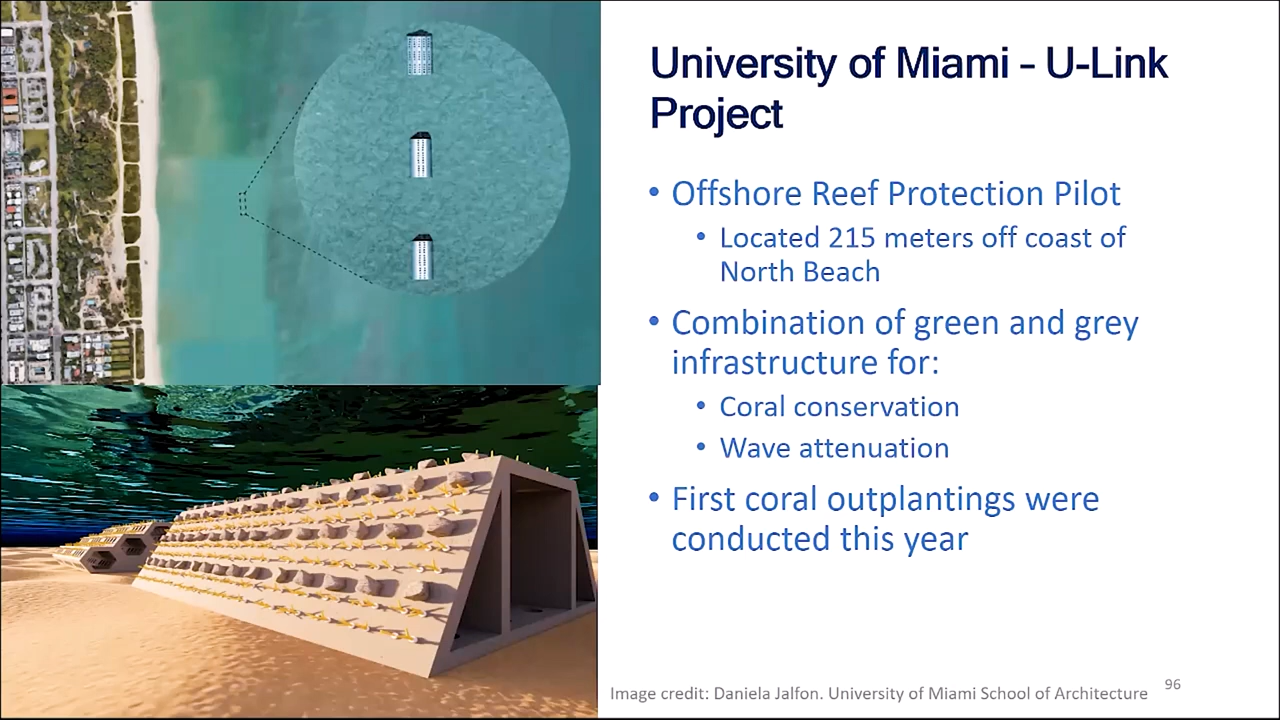 University of Miami – U-Link
Project
• Offshore Reef Protection Pilot
• Located 215 meters off coast of
North Beach
• Combination of green and grey
infrastructure for:
• Coral conservation
• Wave attenuation
• First coral outplantings were
conducted this year
Image credit: Daniela Jalfon. University of Miami School of Architecture
96